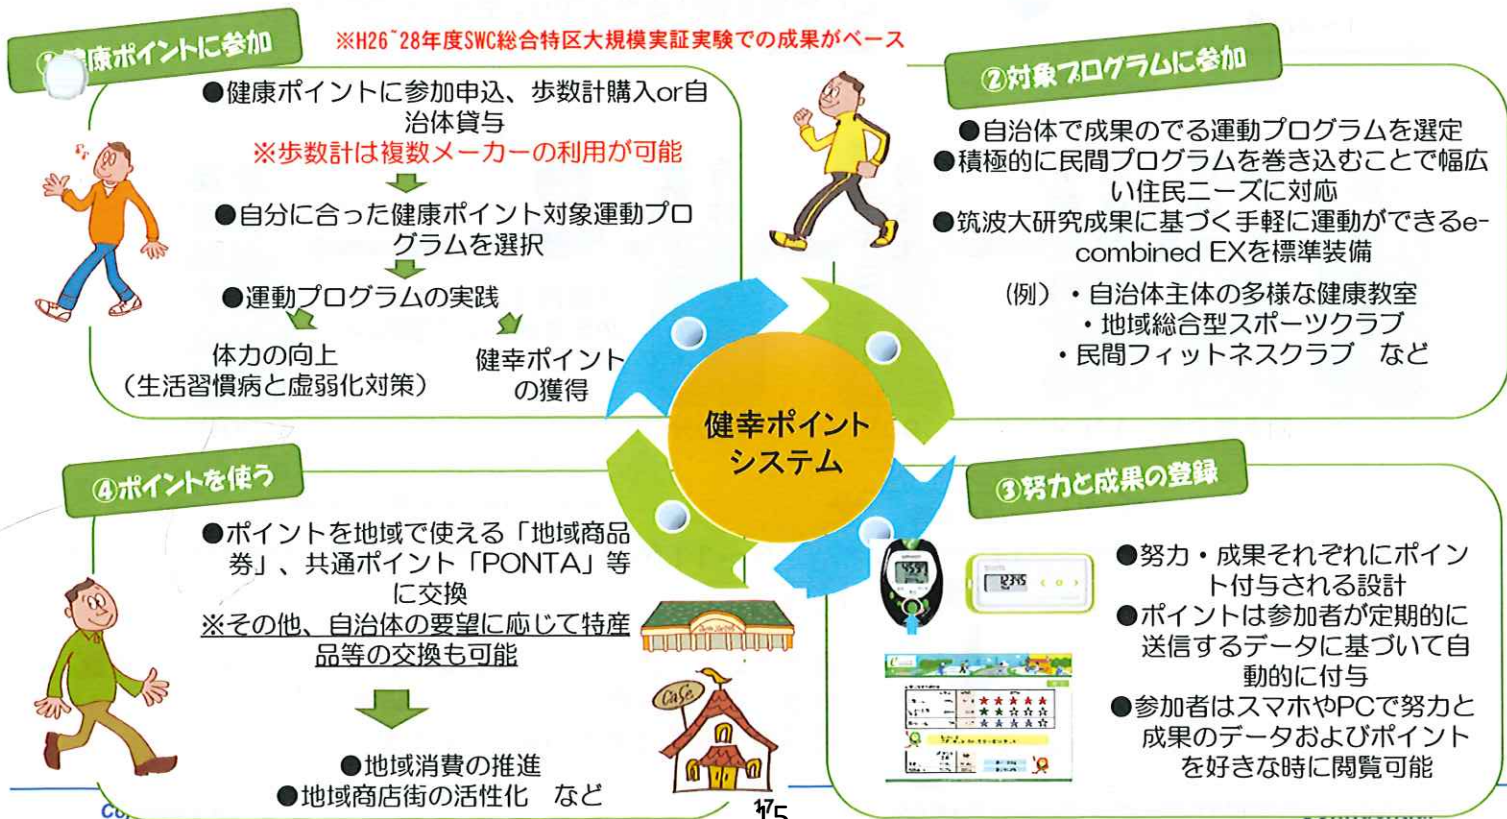 ※H26~28年度SWC総合特区大規模実証実験での成果がベース
健康ポイントに参加
●健康ポイントに参加申込、歩数計購入or自
治体貸与
※歩数計は複数メーカーの利用が可能
●自分に合った健康ポイント対象運動プロ
グラムを選択
●運動プログラムの実践
体力の向上
（生活習慣病と虚弱化対策）
健幸ポイント
の獲得
②対象プログラムに参加
●自治体で成果のでる運動プログラムを選定
●積極的に民間プログラムを巻き込むことで幅広
い住民ニーズに対応
●筑波大研究成果に基づく手軽に運動ができるe-
combined EXを標準装備
（例）・自治体主体の多様な健康教室
・地域総合型スポーツクラブ
・民間フィットネスクラブ　など
健幸ポイント
システム
③努力と成果の登録
●努力・成果それぞれにポイン
ト付与される設計
●ポイントは参加者が定期的に
送信するデータに基づいて自
動的に付与
●参加者はスマホやPCで努力と
成果のデータおよびポイント
を好きな時に閲覧可能
12345
④ポイントを使う
●ポイントを地域で使える「地域商品
券」、共通ポイント「PONTA」等
に交換
※その他、自治体の要望に応じて特産
品等の交換も可能
●地域消費の推進
●地域商店街の活性化　など
Cafe